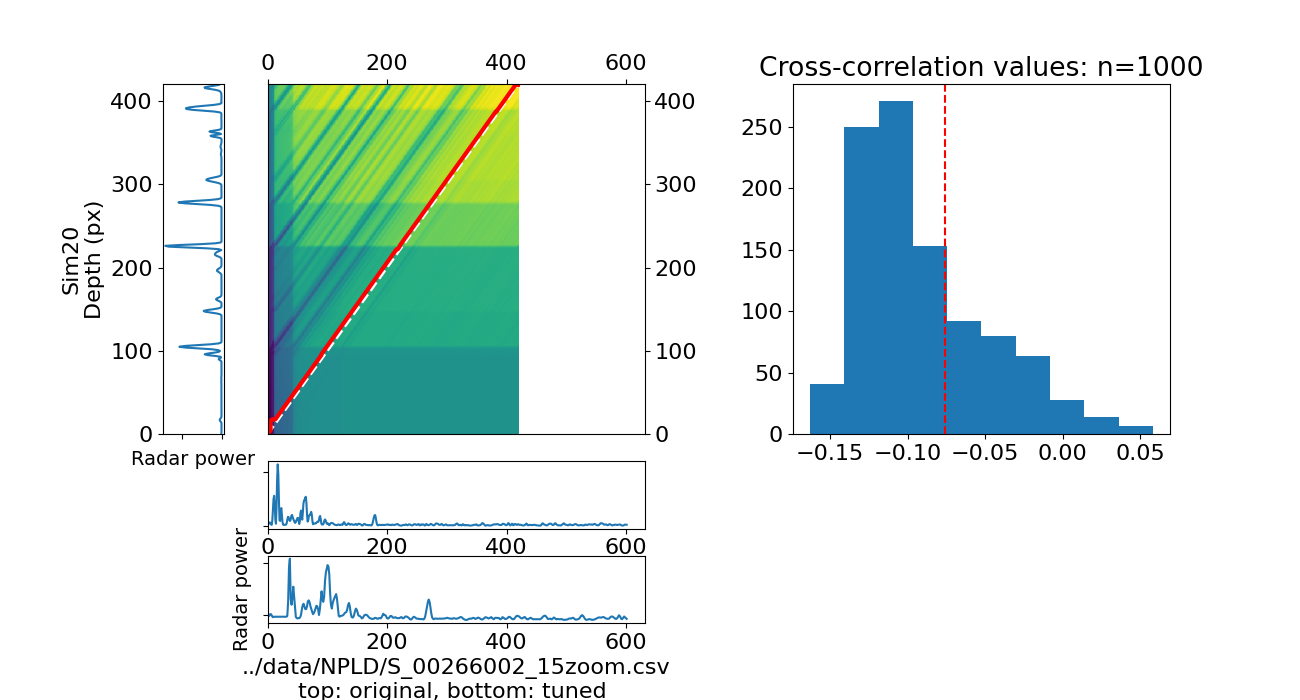 0 200 400 600
Cross-correlation values: n=1000
400 400
300 300
200 200
100 100
0 0
Sim20
Depth (px)
Radar power
250
200
150
100
50
0
−0.15 −0.10 −0.05 0.00 0.05
0 200 400 600
Radar power
0 200 400 600
../data/NPLD/S_00266002_15zoom.csv
top: original, bottom: tuned